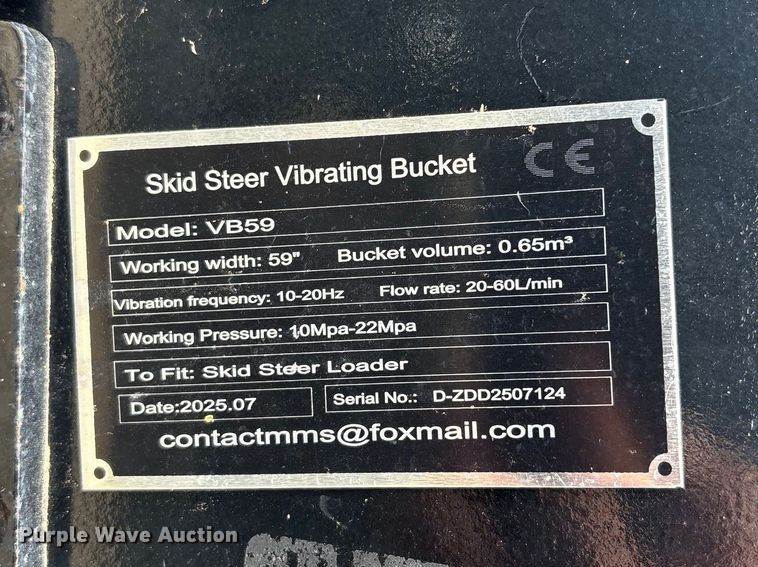 Skid Steer Vibrating Bucket CE
Model: VB59
Working width: 59" Bucket volume: 0.65m³
Vibration frequency: 10-20Hz Flow rate: 20-60L/min
Working Pressure: 10Mpa-22Mpa
To Fit: Skid Steer Loader
Date:2025.07 Serial No.: D-ZDD2507124
contactmms@foxmail.com
Purple Wave Auction